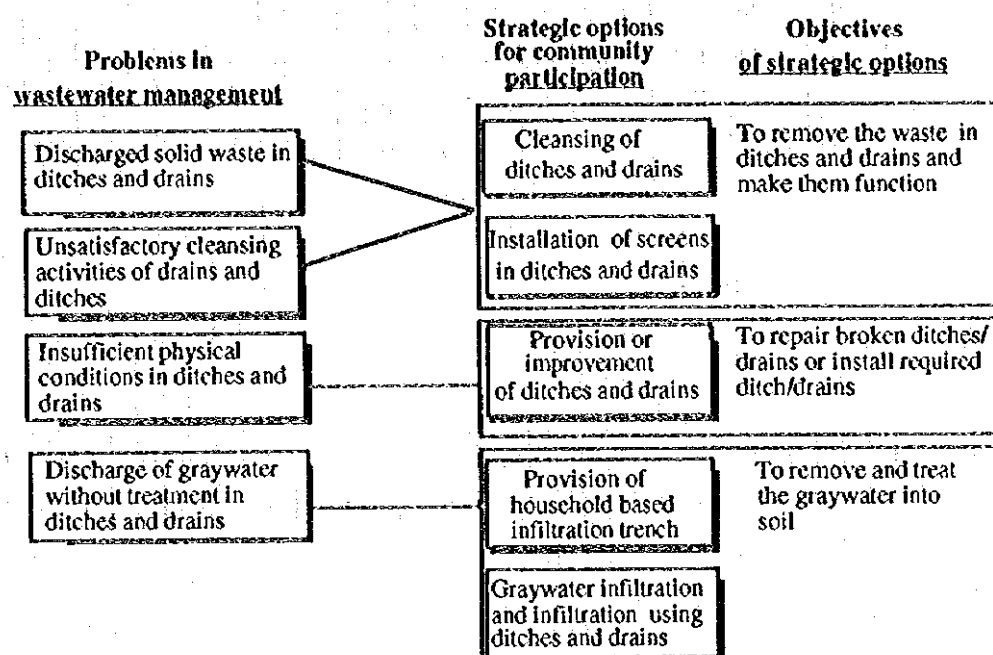 Problems in
wastewater management
Strategic options
for community
participation
Objectives
of strategic options
Discharged solid waste in
ditches and drains
Unsatisfactory cleansing
activities of drains and
ditches
Cleansing of
ditches and drains
Installation of screens
in ditches and drains
To remove the waste in
ditches and drains and
make them function
Insufficient physical
conditions in ditches and
drains
Provision or
improvement
of ditches and drains
To repair broken ditches/
drains or install required
ditch/drains
Discharge of graywater
without treatment in
ditches and drains
Provision of
household based
infiltration trench
Graywater infiltration
and infiltration using
ditches and drains
To remove and treat
the graywater into
soil